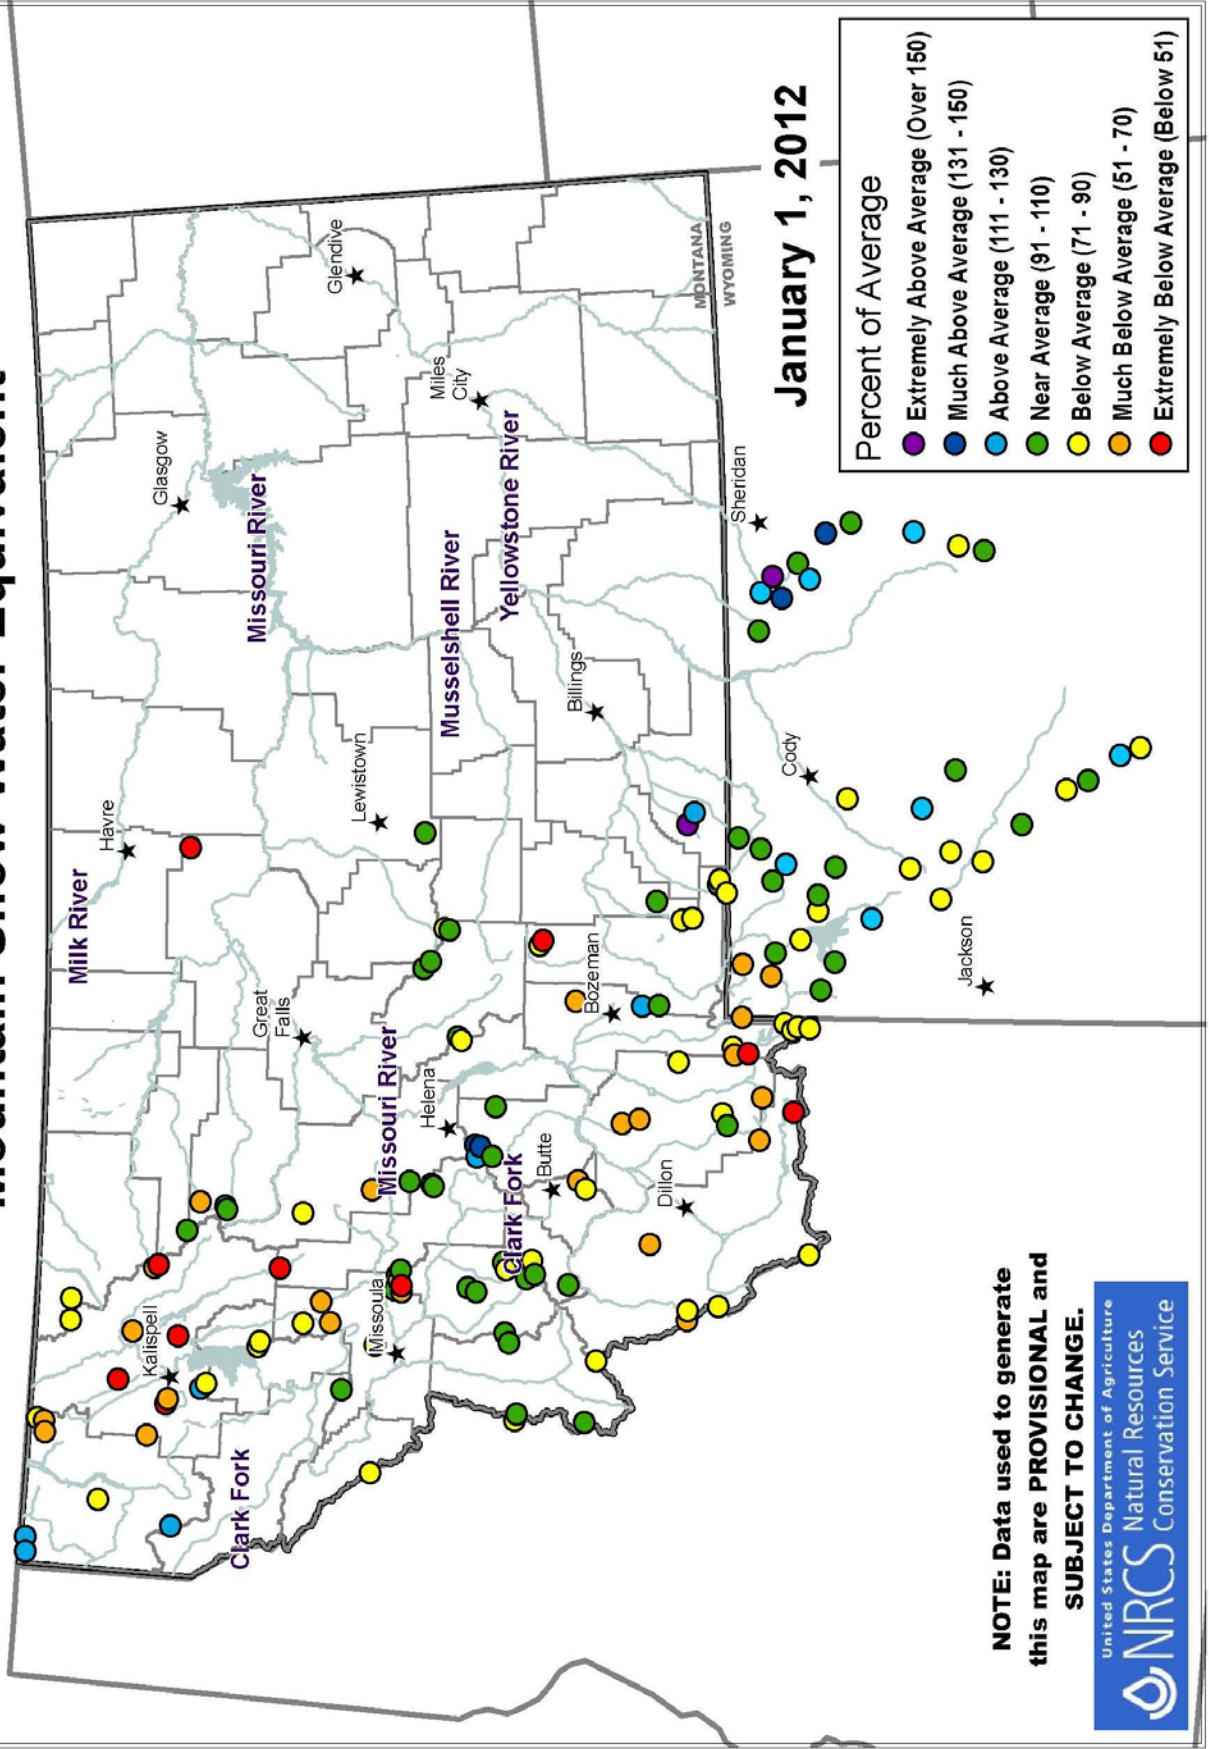 Mountain Snow Water Equivalent
Milk River
Havre
Glasgow
Kalispell
Great
Falls
Missouri River
Glendive
Lewistown
Clark Fork
Missoula
Missouri River
Helena
Musselshell River
Miles
City
Clark Fork
Butte
Yellowstone River
Billings
Bozeman
Dillon
MONTANA
WYOMING
Sheridan
Cody
Jackson
January 1, 2012
Percent of Average
Extremely Above Average (Over 150)
Much Above Average (131 - 150)
Above Average (111 - 130)
Near Average (91 - 110)
Below Average (71 - 90)
Much Below Average (51 - 70)
Extremely Below Average (Below 51)
NOTE: Data used to generate
this map are PROVISIONAL and
SUBJECT TO CHANGE.
United States Department of Agriculture
NRCS Natural Resources
Conservation Service